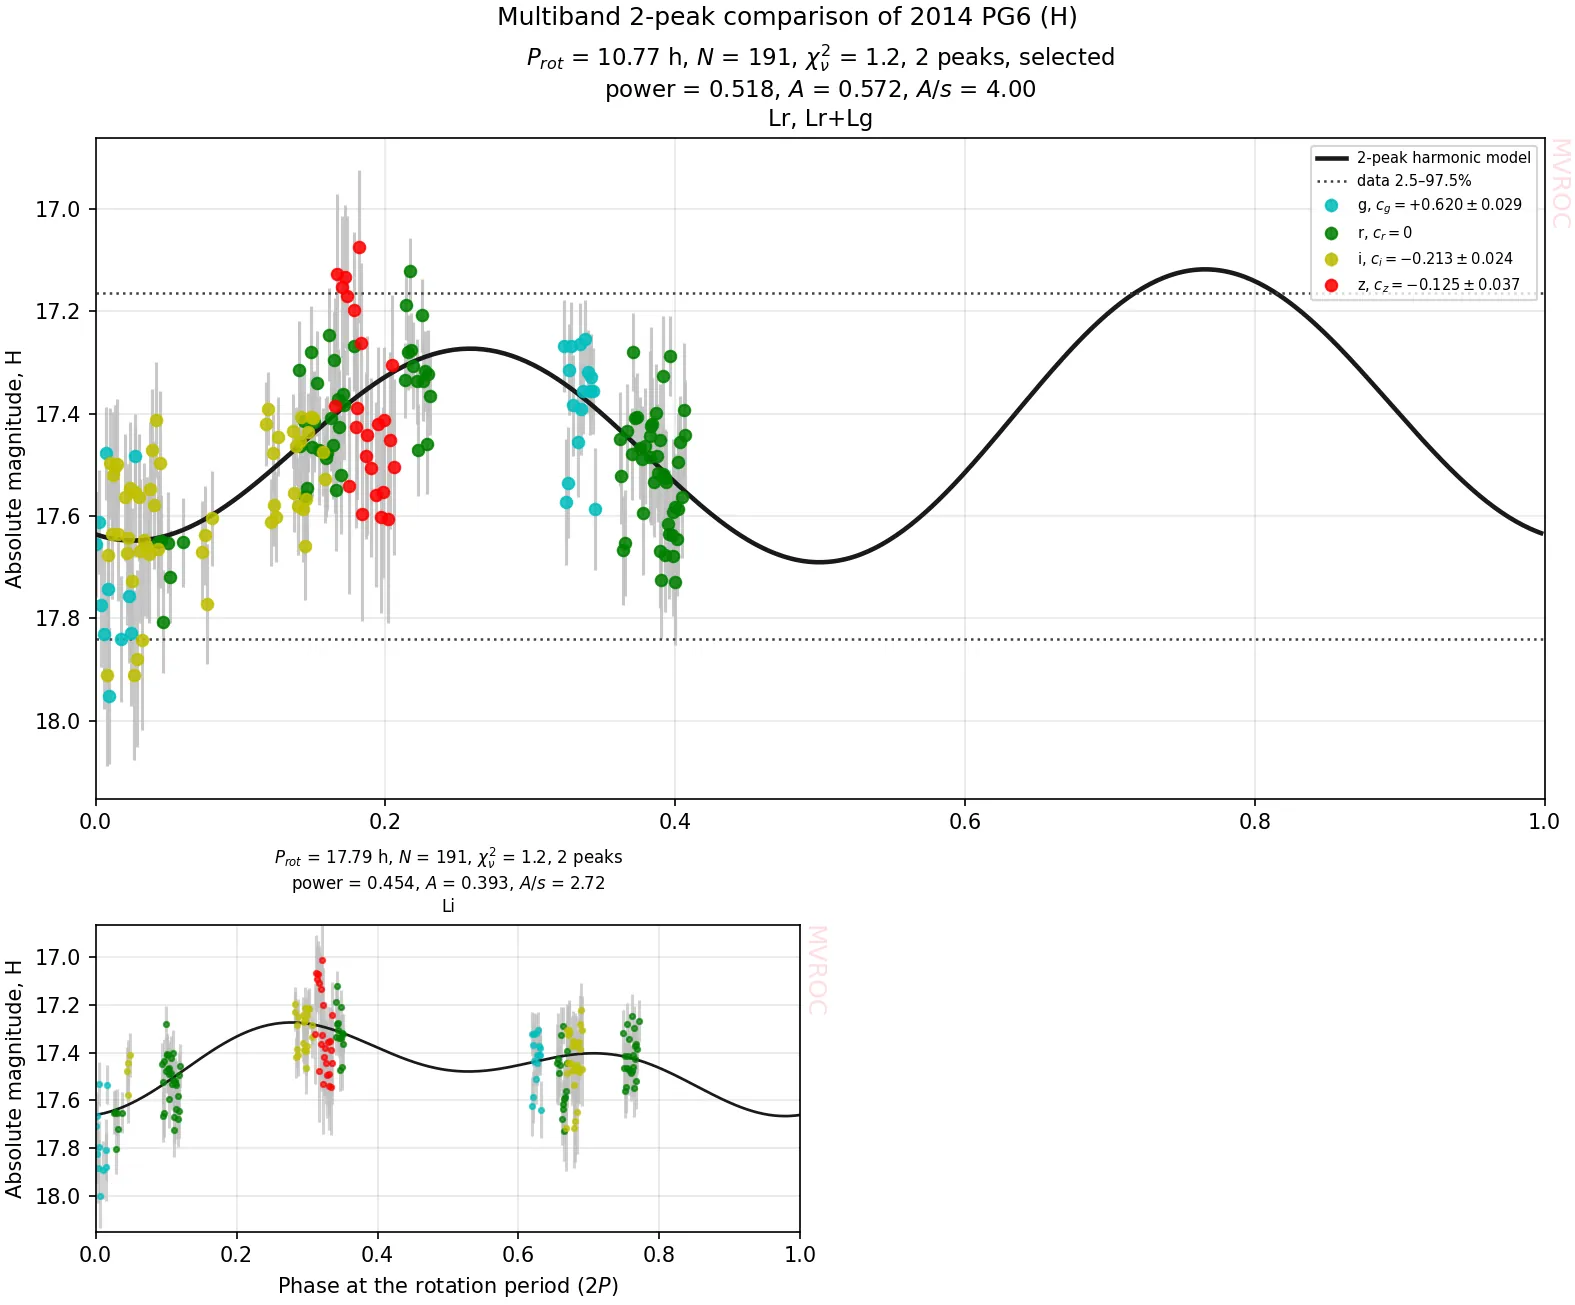 Multiband 2-peak comparison of 2014 PG6 (H)
P_rot = 10.77 h, N = 191, χ²_ν = 1.2, 2 peaks, selected
power = 0.518, A = 0.572, A/s = 4.00
Lr, Lr+Lg
MVROC
2-peak harmonic model
data 2.5–97.5%
g, c_g = +0.620 ± 0.029
r, c_r = 0
i, c_i = −0.213 ± 0.024
z, c_z = −0.125 ± 0.037
Absolute magnitude, H
17.0
17.2
17.4
17.6
17.8
18.0
0.0 0.2 0.4 0.6 0.8 1.0
P_rot = 17.79 h, N = 191, χ²_ν = 1.2, 2 peaks
power = 0.454, A = 0.393, A/s = 2.72
Li
MVROC
Absolute magnitude, H
17.0
17.2
17.4
17.6
17.8
18.0
0.0 0.2 0.4 0.6 0.8 1.0
Phase at the rotation period (2P)